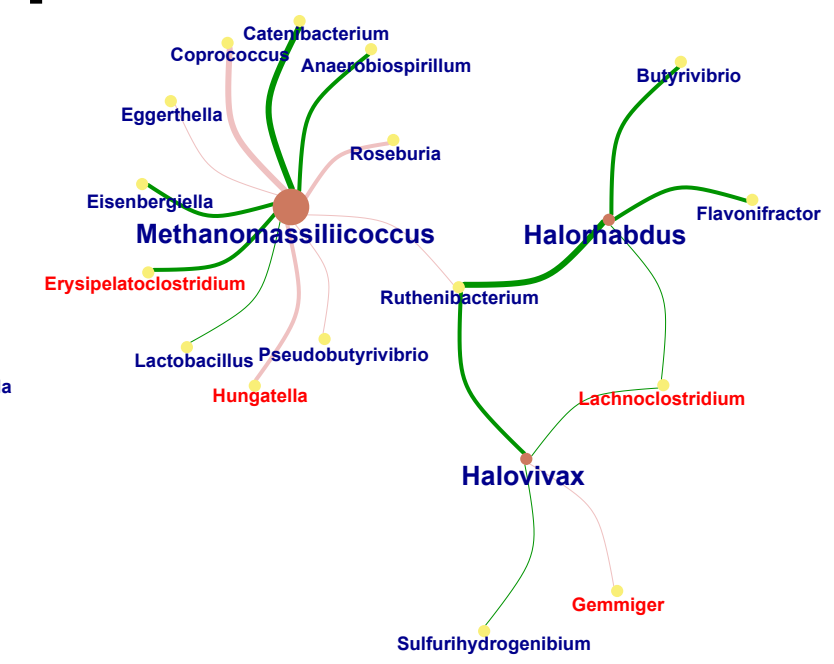 Catenibacterium
Coprococcus
Anaerobiospirillum
Butyrivibrio
Eggerthella
Roseburia
Eisenbergiella
Flavonifractor
Methanomassiliicoccus
Halorhabdus
Erysipelatoclostridium
Ruthenibacterium
Lactobacillus
Pseudobutyrivibrio
la
Hungatella
Lachnoclostridium
Halovivax
Gemmiger
Sulfurihydrogenibium